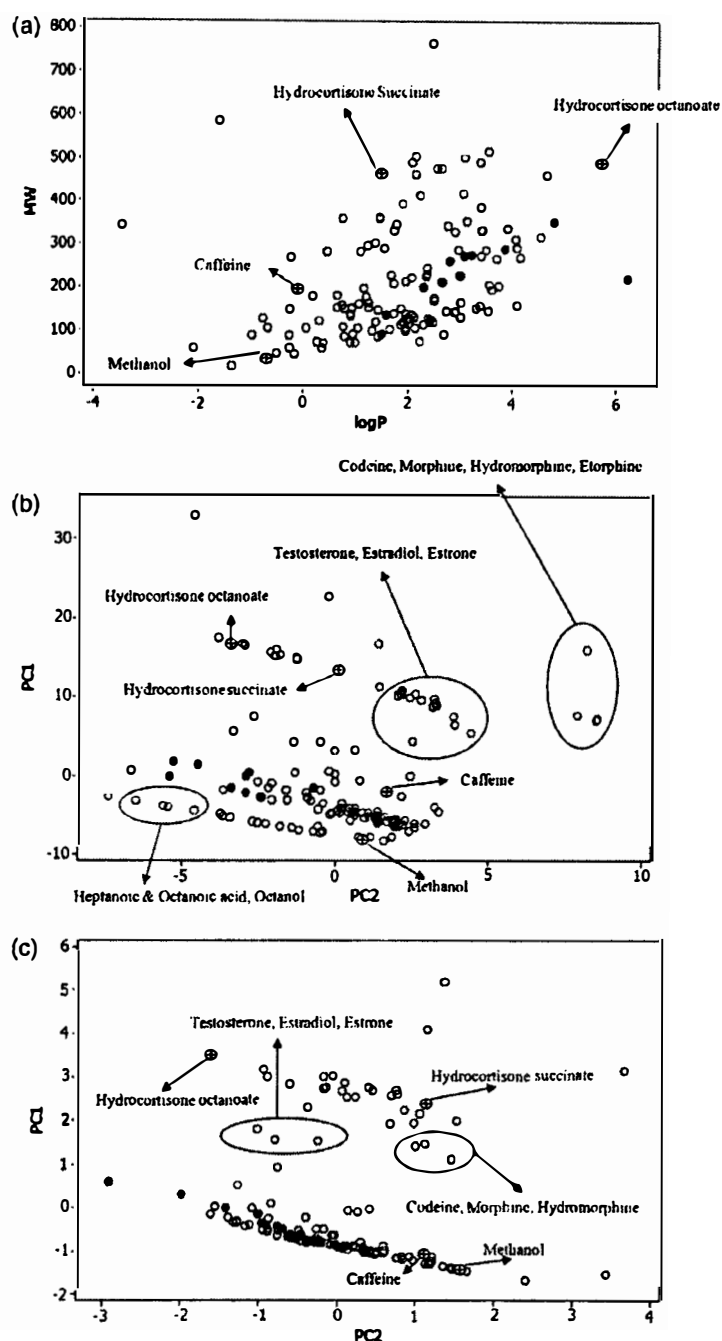 (a)
800
700
600
500
400
300
200
100
0
MW
Hydrocortisone Succinate
Hydrocortisone octanoate
Caffeine
Methanol
-4
-2
0
2
4
6
logP
Codeine, Morphine, Hydromorphine, Etorphine
(b)
30
20
10
0
-10
PC1
Testosterone, Estradiol, Estrone
Hydrocortisone octanoate
Hydrocortisone succinate
Caffeine
Heptanoic & Octanoic acid, Octanol
Methanol
-5
0
5
10
PC2
(c)
6
5
4
3
2
1
0
-1
-2
PC1
Testosterone, Estradiol, Estrone
Hydrocortisone octanoate
Hydrocortisone succinate
Codeine, Morphine, Hydromorphine
Methanol
Caffeine
-3
-2
-1
0
1
2
3
4
PC2